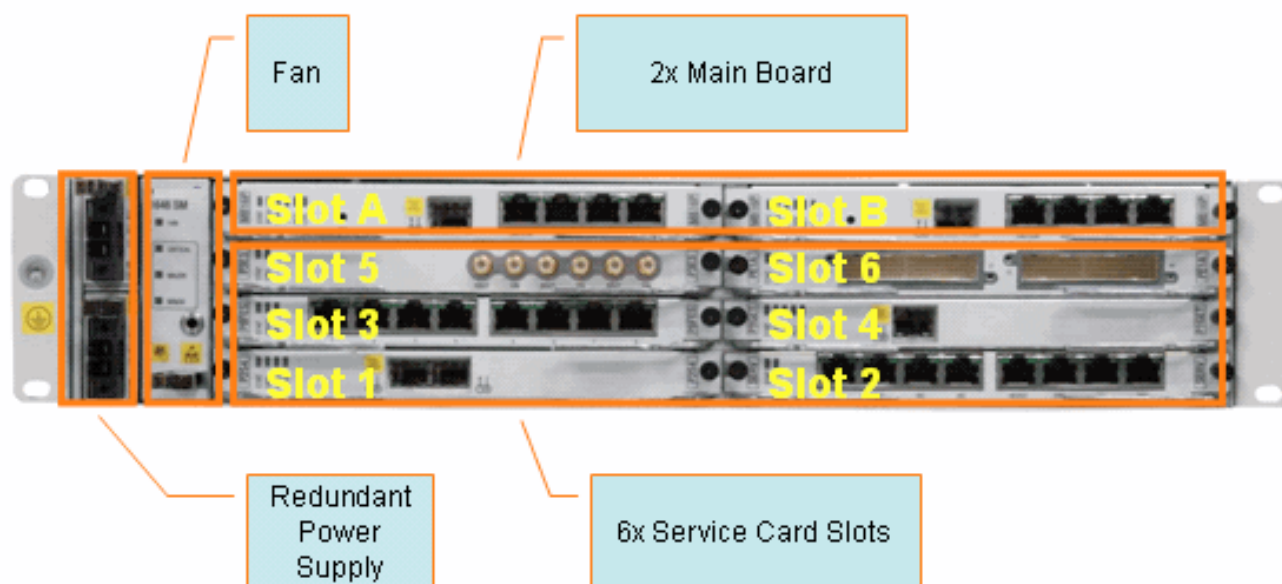 Fan
2x Main Board
Slot A
Slot B
Slot 5
Slot 6
Slot 3
Slot 4
Slot 1
Slot 2
Redundant
Power
Supply
6x Service Card Slots